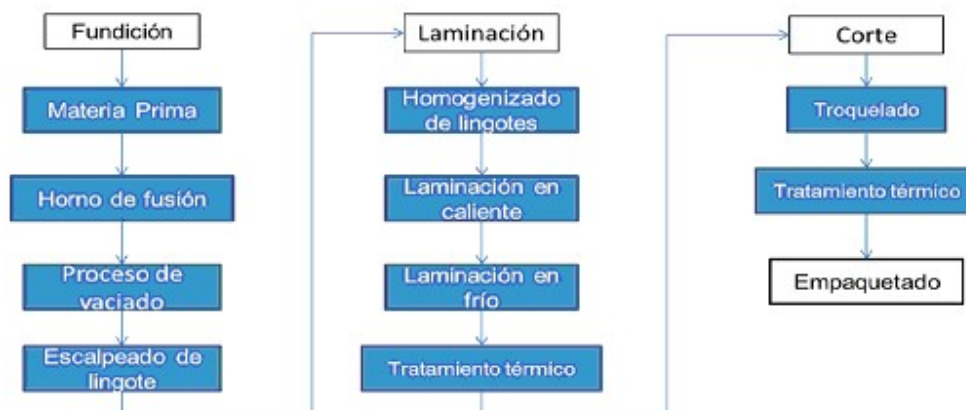 Fundición
Materia Prima
Horno de fusión
Proceso de
vaciado
Escalpeado de
lingote
Laminación
Homogenizado
de lingotes
Laminación en
caliente
Laminación en
frío
Tratamiento térmico
Corte
Troquelado
Tratamiento térmico
Empaquetado